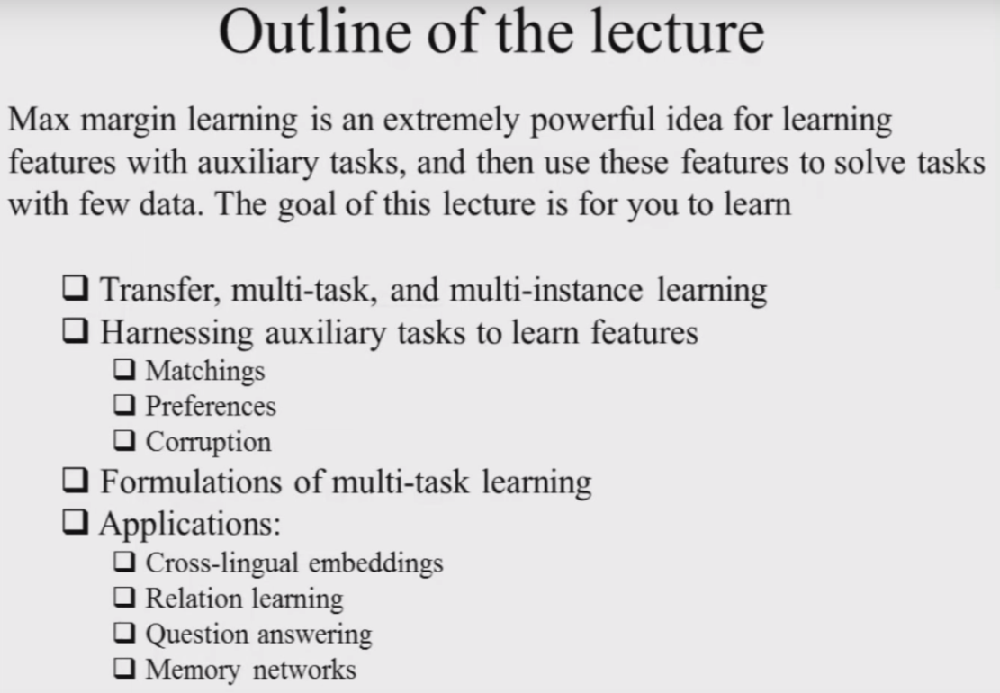 Outline of the lecture
Max margin learning is an extremely powerful idea for learning
features with auxiliary tasks, and then use these features to solve tasks
with few data. The goal of this lecture is for you to learn
❑ Transfer, multi-task, and multi-instance learning
❑ Harnessing auxiliary tasks to learn features
❑ Matchings
❑ Preferences
❑ Corruption
❑ Formulations of multi-task learning
❑ Applications:
❑ Cross-lingual embeddings
❑ Relation learning
❑ Question answering
❑ Memory networks